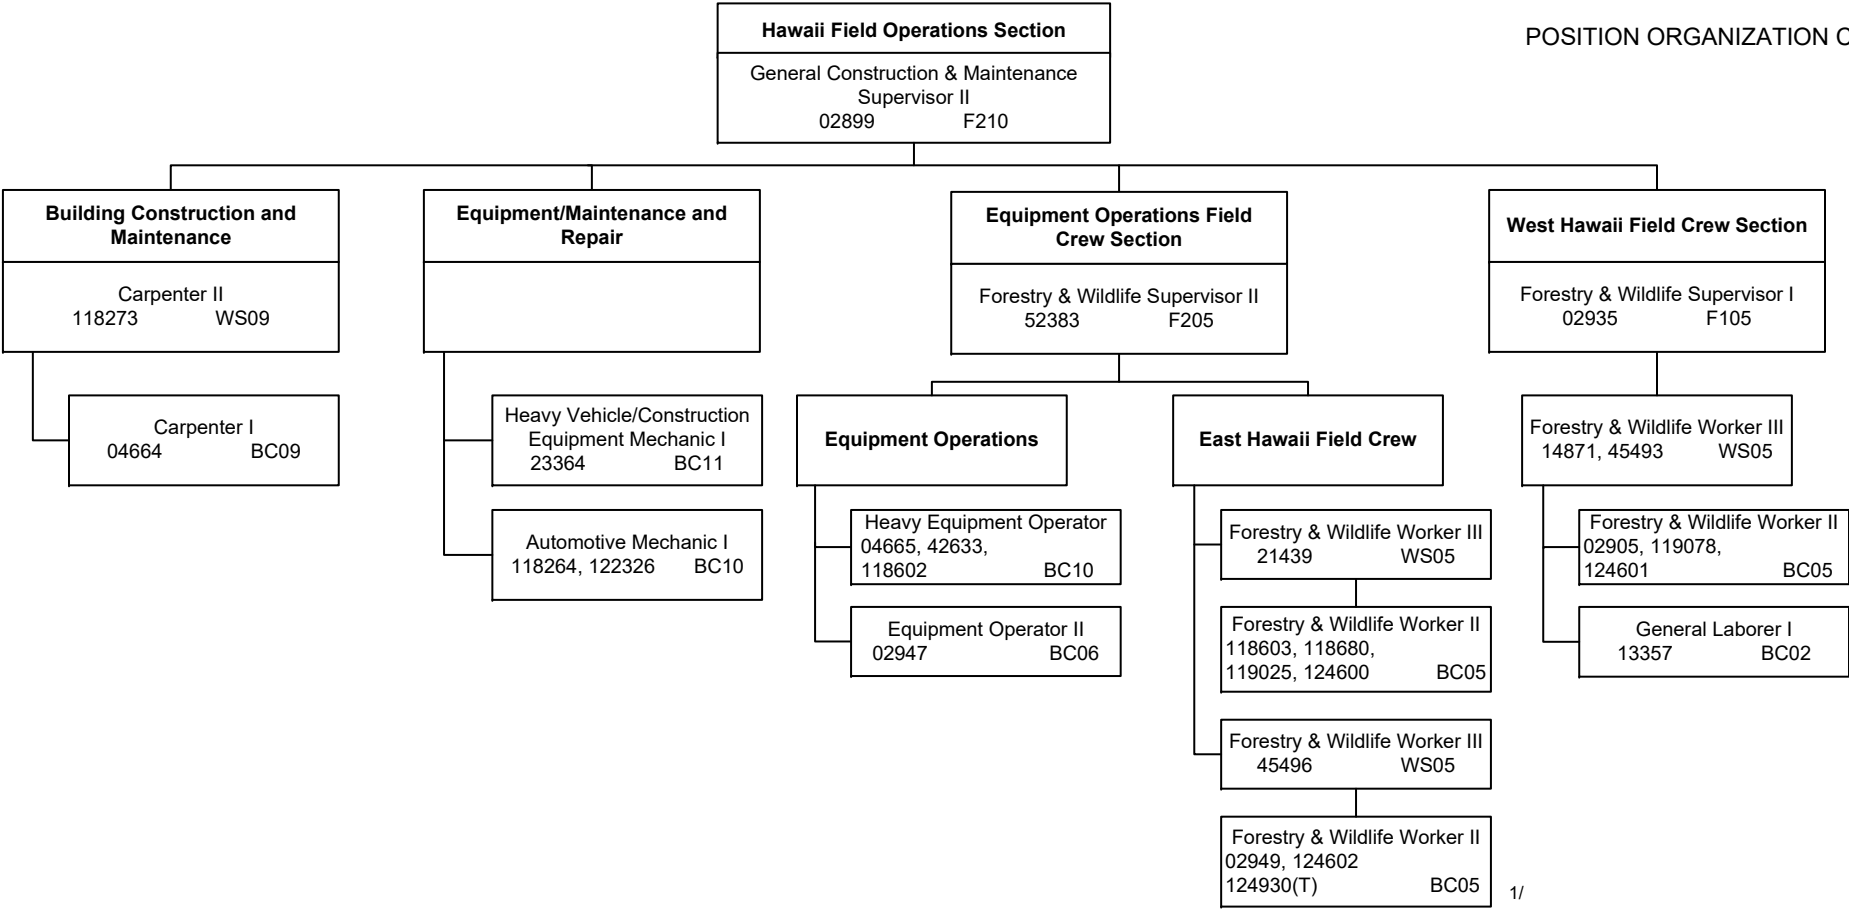 POSITION ORGANIZATION C
Hawaii Field Operations Section
General Construction & Maintenance
Supervisor II
02899 F210
Building Construction and
Maintenance
Carpenter II
118273 WS09
Carpenter I
04664 BC09
Equipment/Maintenance and
Repair
Heavy Vehicle/Construction
Equipment Mechanic I
23364 BC11
Automotive Mechanic I
118264, 122326 BC10
Equipment Operations Field
Crew Section
Forestry & Wildlife Supervisor II
52383 F205
Equipment Operations
Heavy Equipment Operator
04665, 42633,
118602 BC10
Equipment Operator II
02947 BC06
East Hawaii Field Crew
Forestry & Wildlife Worker III
21439 WS05
Forestry & Wildlife Worker II
118603, 118680,
119025, 124600 BC05
Forestry & Wildlife Worker III
45496 WS05
Forestry & Wildlife Worker II
02949, 124602
124930(T) BC05
1/
West Hawaii Field Crew Section
Forestry & Wildlife Supervisor I
02935 F105
Forestry & Wildlife Worker III
14871, 45493 WS05
Forestry & Wildlife Worker II
02905, 119078,
124601 BC05
General Laborer I
13357 BC02